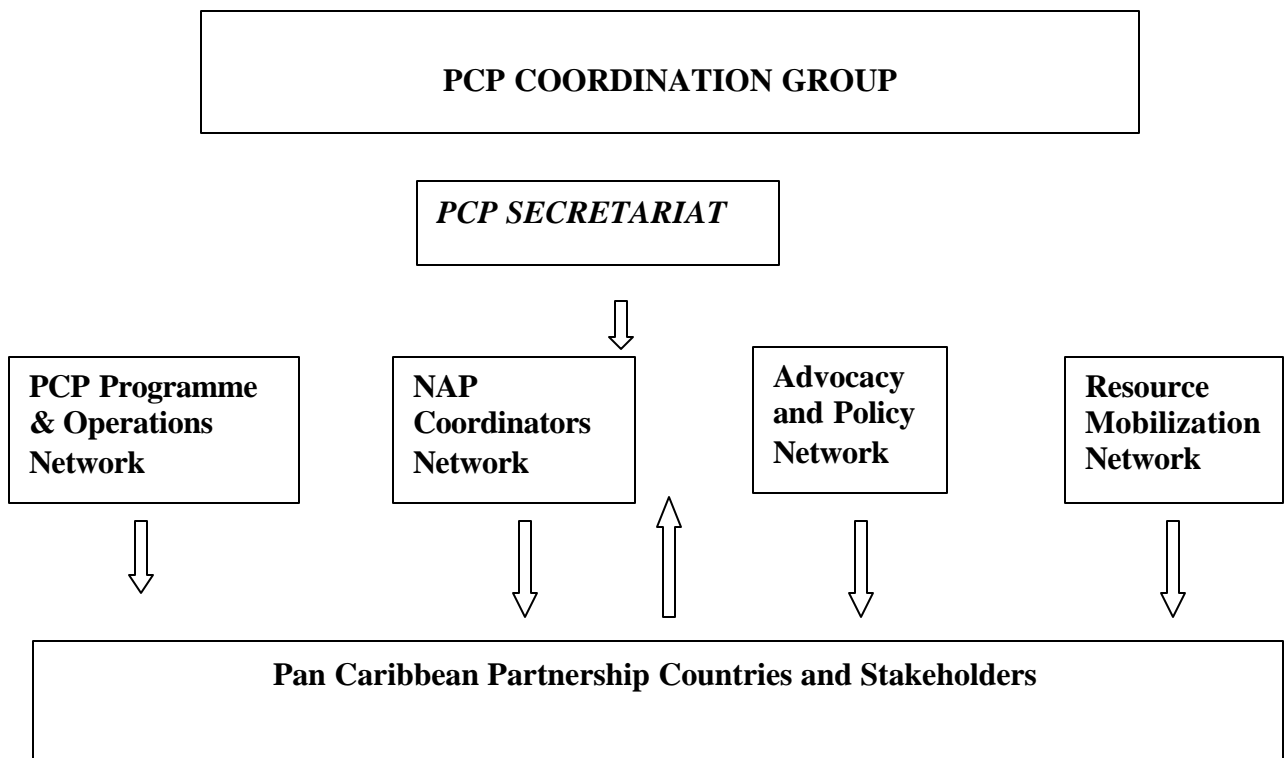 PCP COORDINATION GROUP
PCP SECRETARIAT
PCP Programme
& Operations
Network
NAP
Coordinators
Network
Advocacy
and Policy
Network
Resource
Mobilization
Network
Pan Caribbean Partnership Countries and Stakeholders